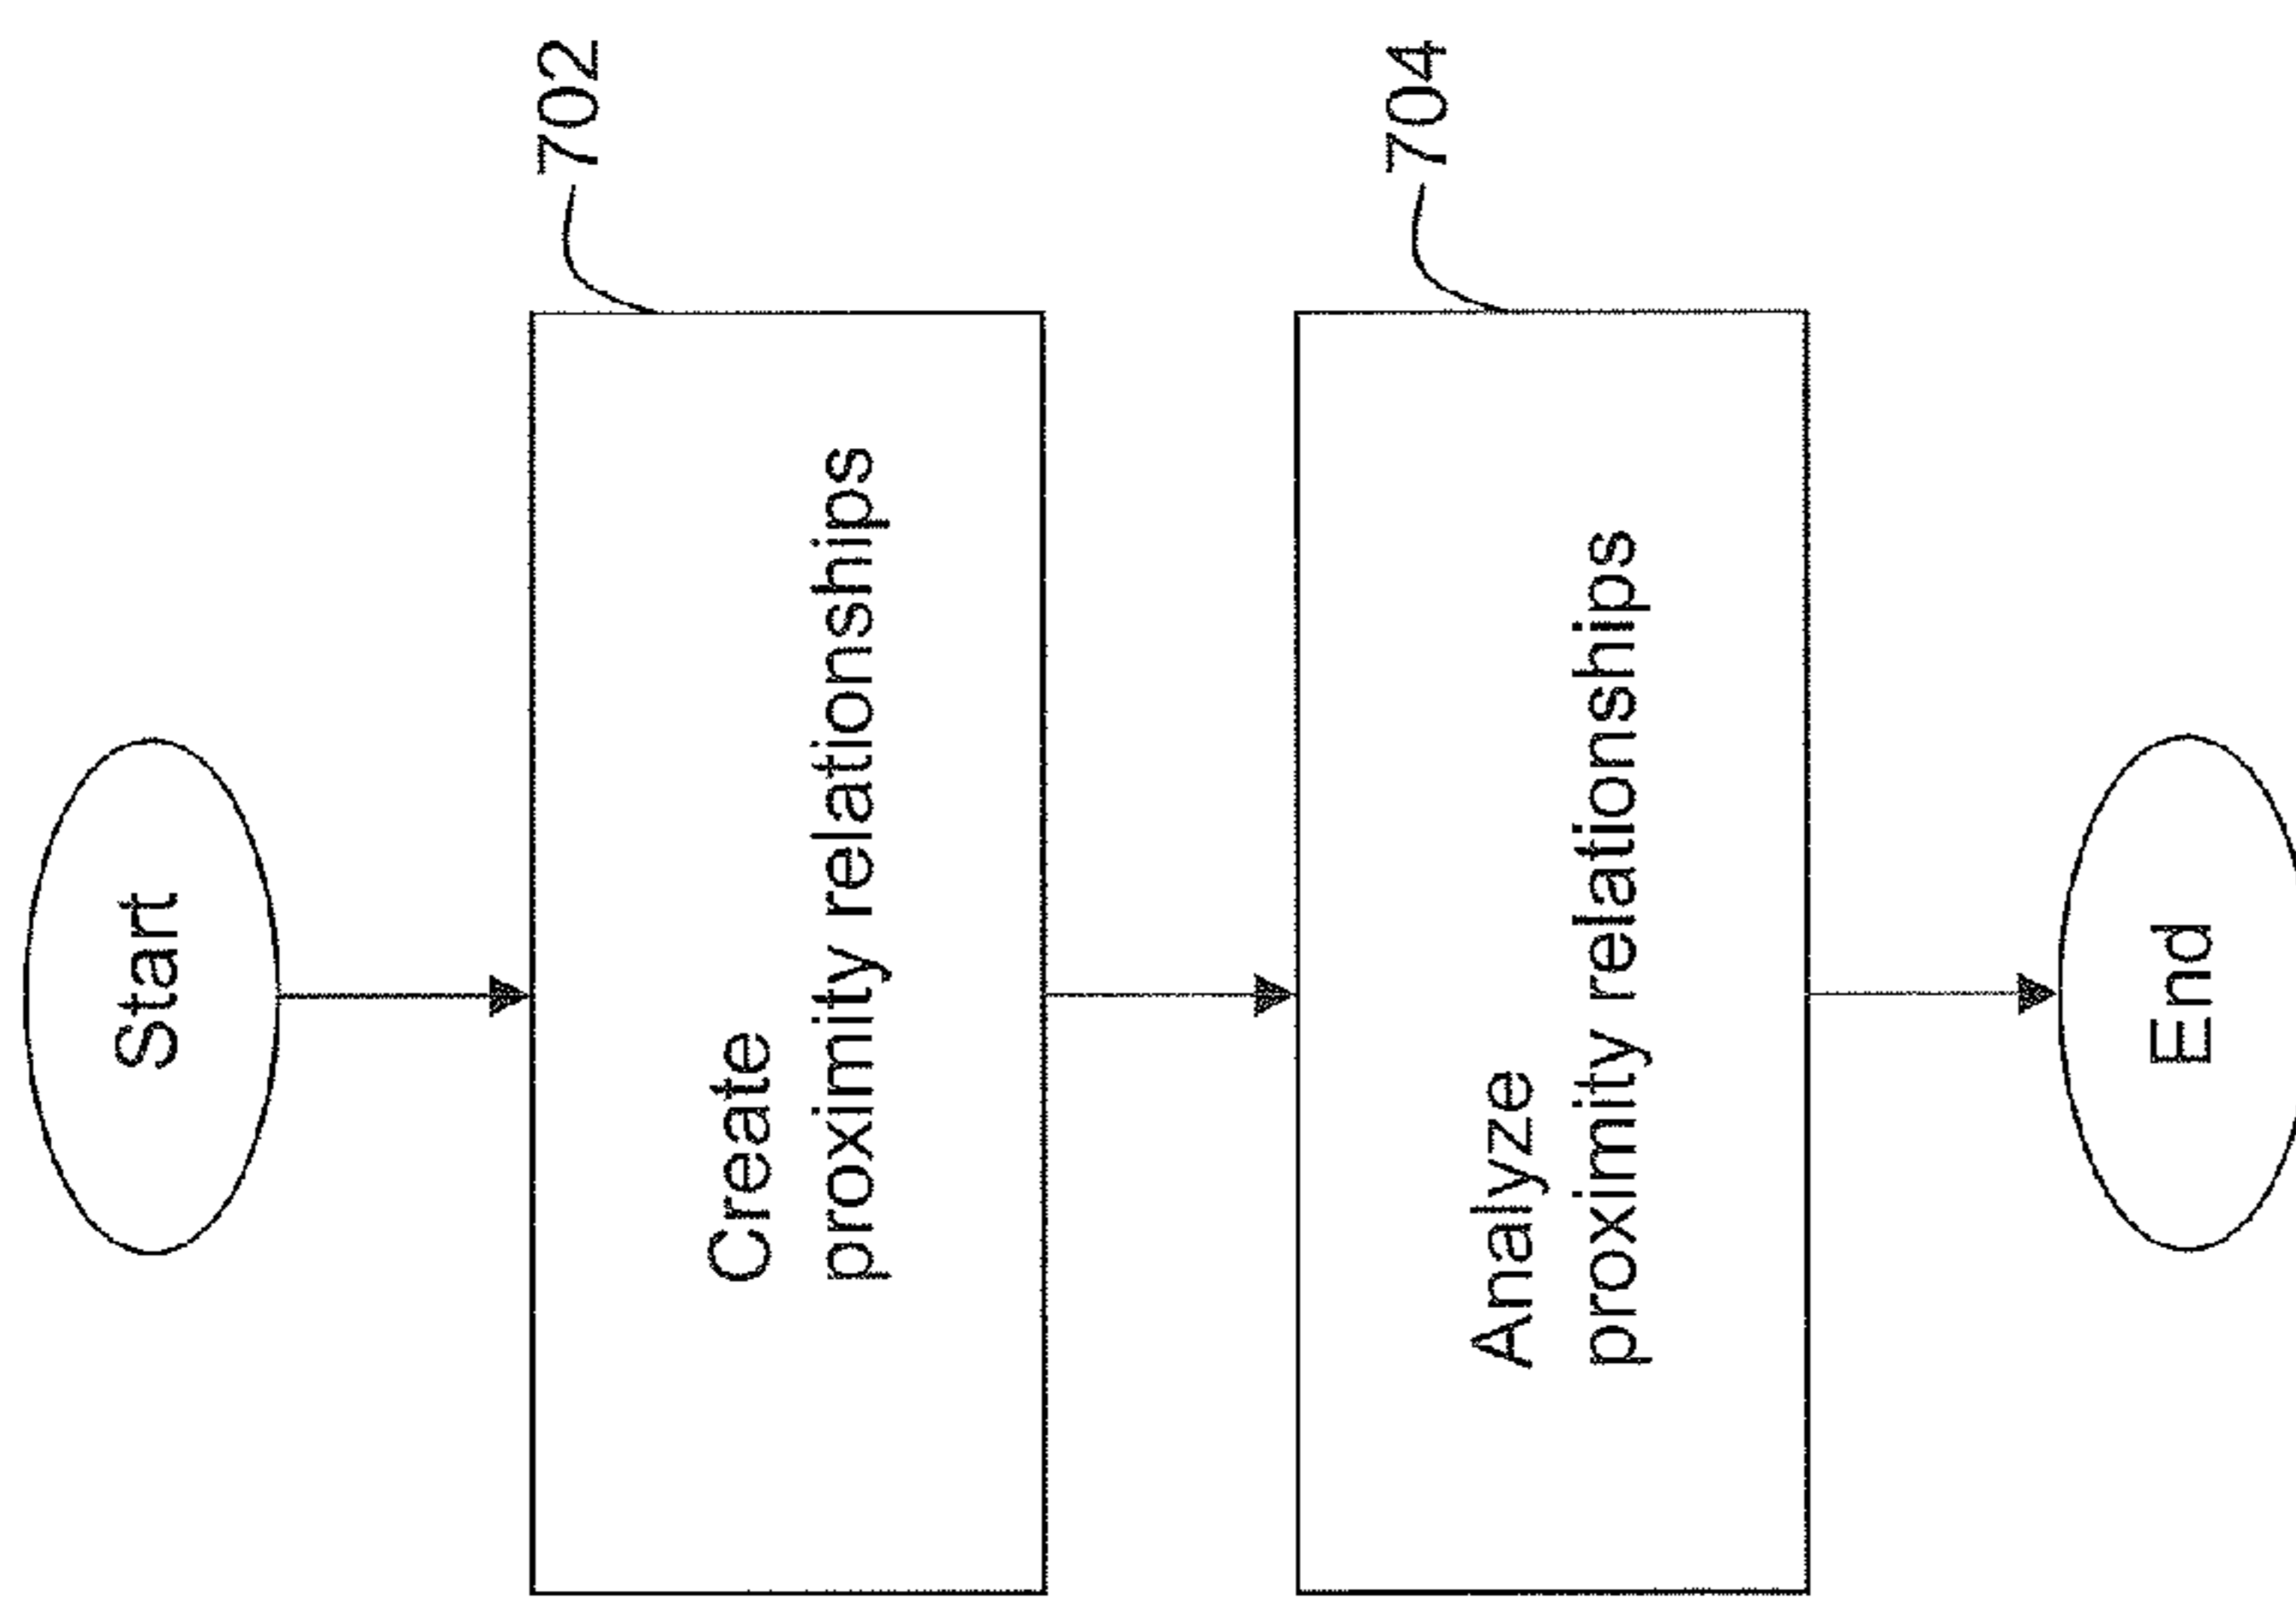 Start
702
Create
proximity relationships
704
Analyze
proximity relationships
End